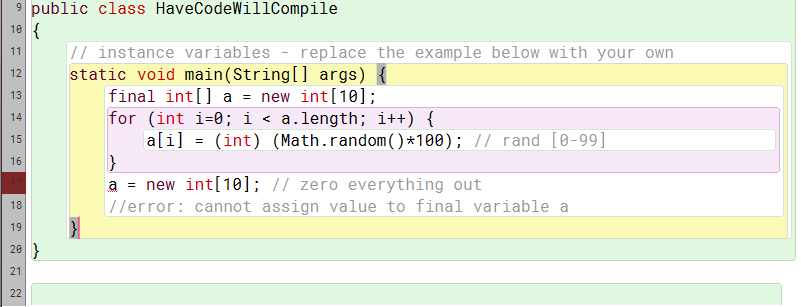 9 public class HaveCodeWillCompile
10 {
11 // instance variables - replace the example below with your own
12 static void main(String[] args) {
13 final int[] a = new int[10];
14 for (int i=0; i < a.length; i++) {
15 a[i] = (int) (Math.random()*100); // rand [0-99]
16 }
17 a = new int[10]; // zero everything out
18 //error: cannot assign value to final variable a
19 }
20 }
21
22